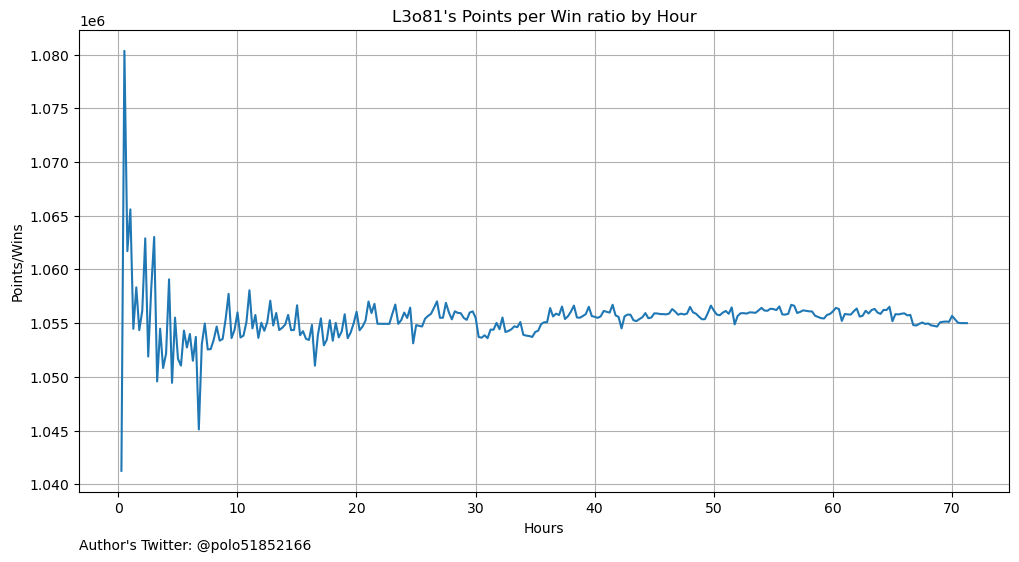 L3o81's Points per Win ratio by Hour
1e6
1.080
1.075
1.070
1.065
1.060
1.055
1.050
1.045
1.040
Points/Wins
0 10 20 30 40 50 60 70
Hours
Author's Twitter: @polo51852166